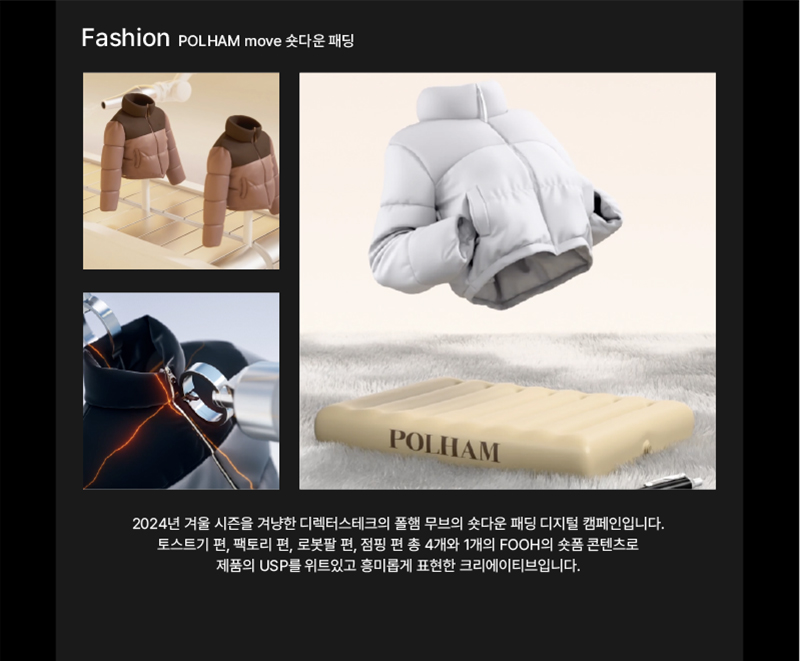 Fashion POLHAM move 숏다운 패딩
POLHAM
2024년 겨울 시즌을 겨냥한 디렉터스테크의 폴햄 무브의 숏다운 패딩 디지털 캠페인입니다.
토스트기 편, 팩토리 편, 로봇팔 편, 점핑 편 총 4개와 1개의 FOOH의 숏폼 콘텐츠로
제품의 USP를 위트있고 흥미롭게 표현한 크리에이티브입니다.